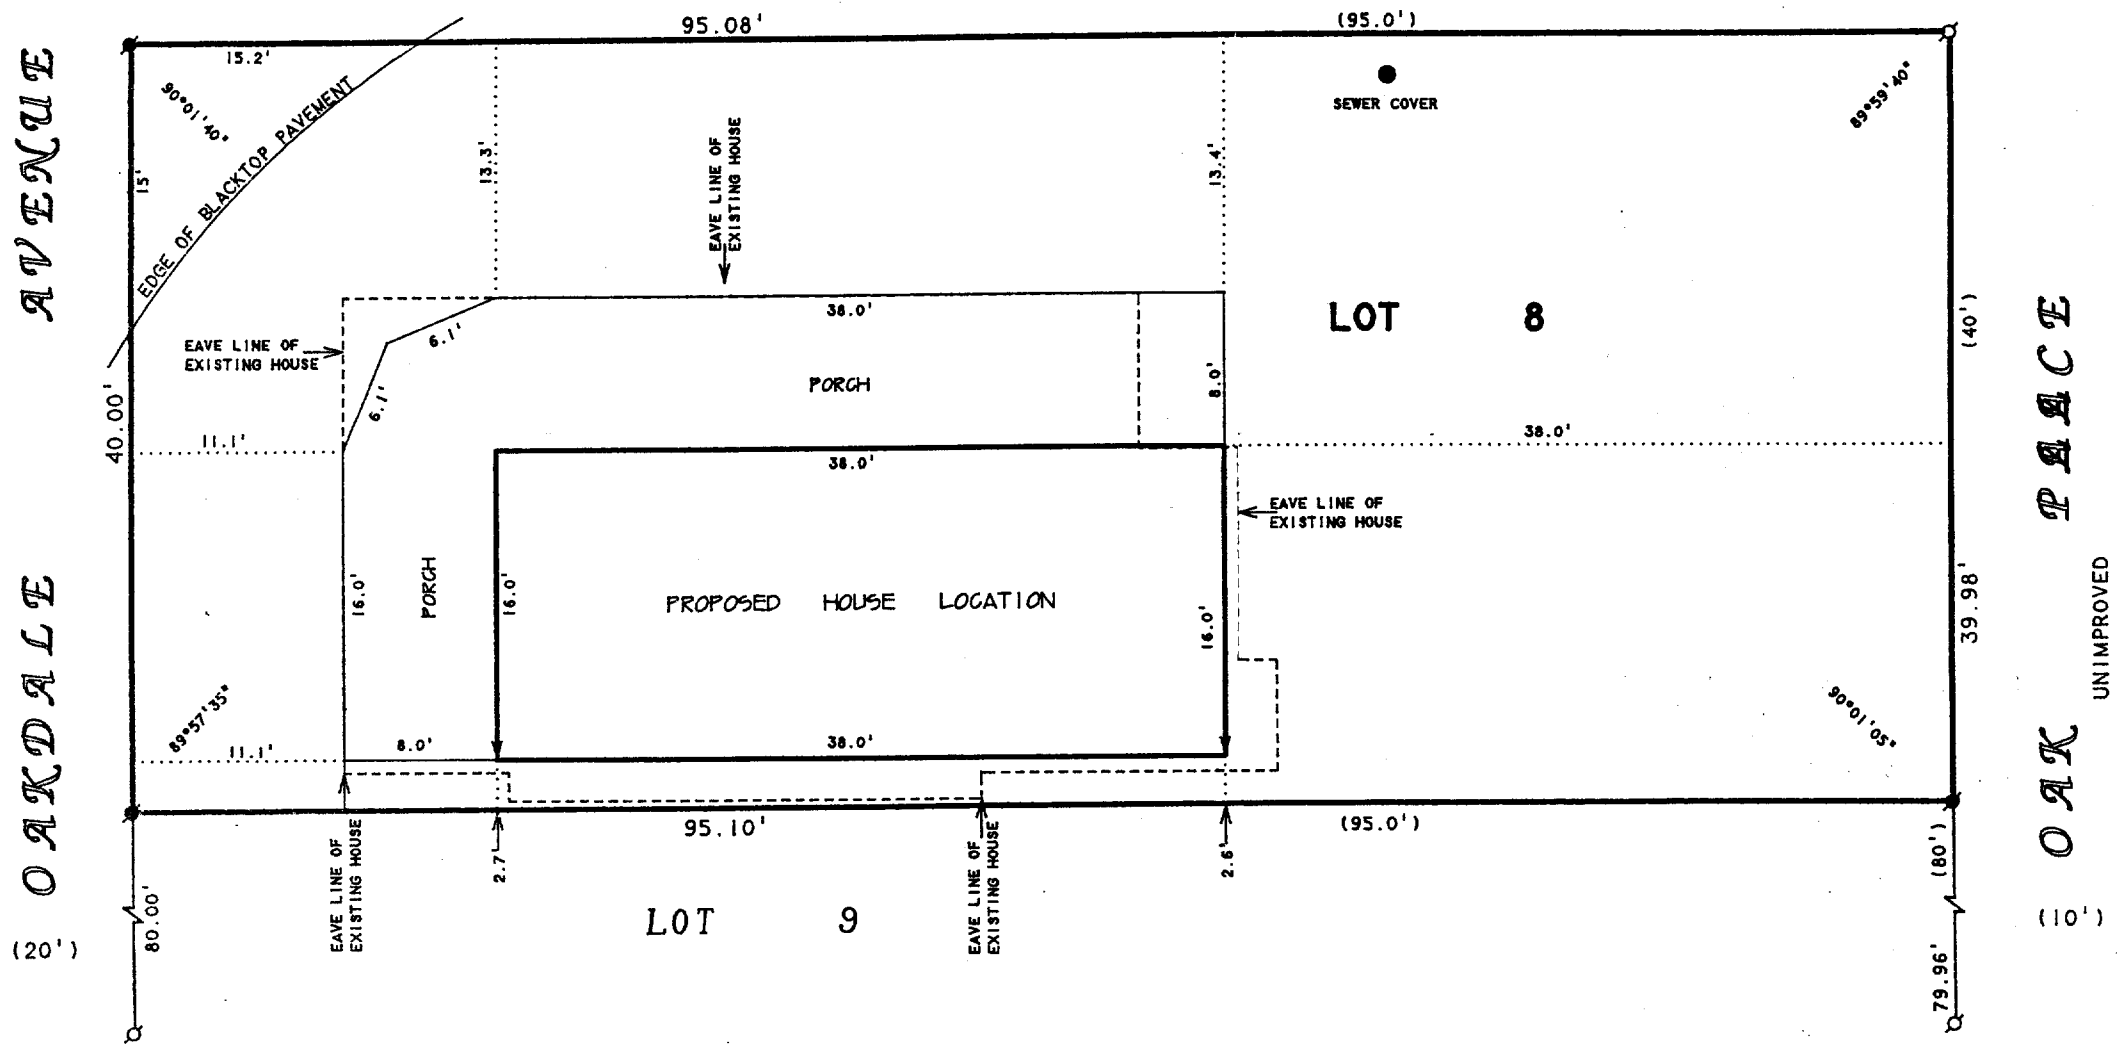 95.08'
(95.0')
15.2'
90°01'40"
EDGE OF BLACKTOP PAVEMENT
15'
13.3'
EAVE LINE OF
EXISTING HOUSE
13.4'
SEWER COVER
89°59'40"
AVENUE
OAKDALE
(20')
40.00'
EAVE LINE OF
EXISTING HOUSE
6.1'
6.1'
38.0'
PORCH
8.0'
LOT 8
(40')
11.1'
38.0'
38.0'
EAVE LINE OF
EXISTING HOUSE
16.0'
PORCH
16.0'
PROPOSED HOUSE LOCATION
16.0'
39.98'
OAK
UNIMPROVED
(10')
89°57'35"
90°01'05"
11.1'
8.0'
38.0'
95.10'
(95.0')
80.00'
EAVE LINE OF
EXISTING HOUSE
2.7'
LOT 9
EAVE LINE OF
EXISTING HOUSE
2.6'
(80')
79.96'